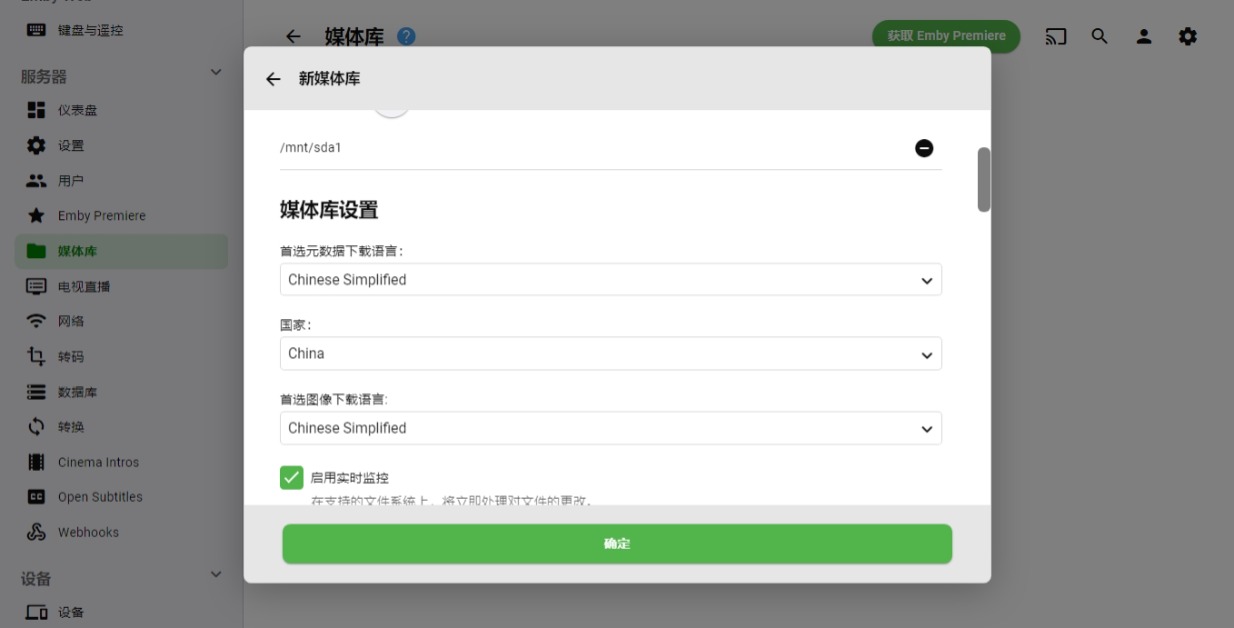 键盘与遥控
服务器
仪表盘
设置
用户
Emby Premiere
媒体库
电视直播
网络
转码
数据库
转换
Cinema Intros
Open Subtitles
Webhooks
设备
设备
媒体库
获取 Emby Premiere
新媒体库
/mnt/sda1
媒体库设置
首选元数据下载语言:
Chinese Simplified
国家:
China
首选图像下载语言:
Chinese Simplified
启用实时监控
在支持的文件系统上，将立即处理对文件的更改。
确定